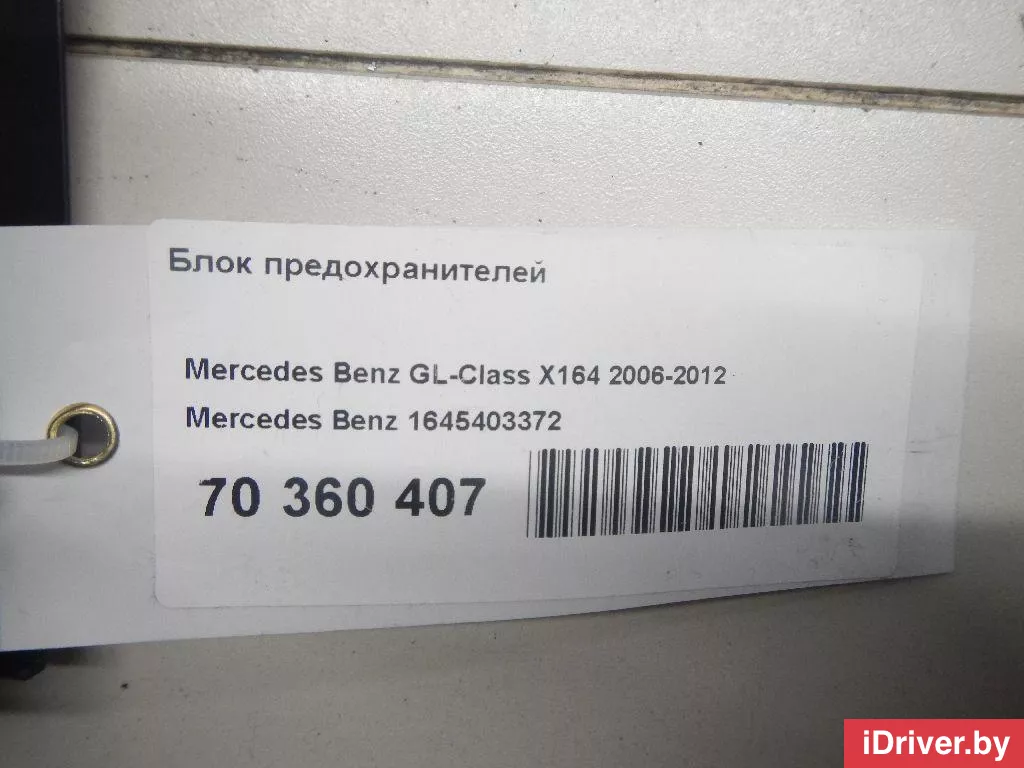 Блок предохранителей
Mercedes Benz GL-Class X164 2006-2012
Mercedes Benz 1645403372
70 360 407
iDriver.by